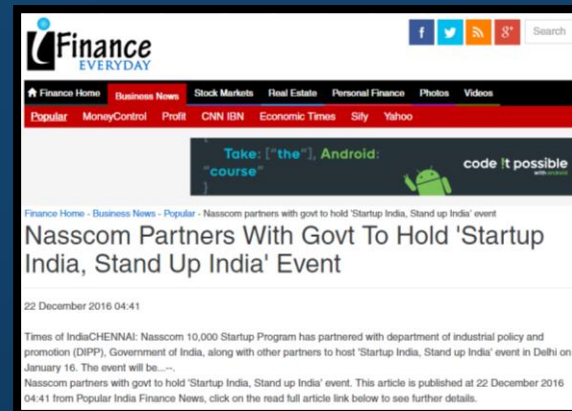 iFinance
EVERYDAY
Search
Finance Home Business News Stock Markets Real Estate Personal Finance Photos Videos
Popular MoneyControl Profit CNN IBN Economic Times Sify Yahoo
{
Take: ["the"], Android:
"course"
}
code !t possible
with android
Finance Home - Business News - Popular - Nasscom partners with govt to hold 'Startup India, Stand up India' event
Nasscom Partners With Govt To Hold 'Startup
India, Stand Up India' Event
22 December 2016 04:41
Times of IndiaCHENNAI: Nasscom 10,000 Startup Program has partnered with department of industrial policy and
promotion (DIPP), Government of India, along with other partners to host 'Startup India, Stand up India' event in Delhi on
January 16. The event will be...--.
Nasscom partners with govt to hold 'Startup India, Stand up India' event. This article is published at 22 December 2016
04:41 from Popular India Finance News, click on the read full article link below to see further details.